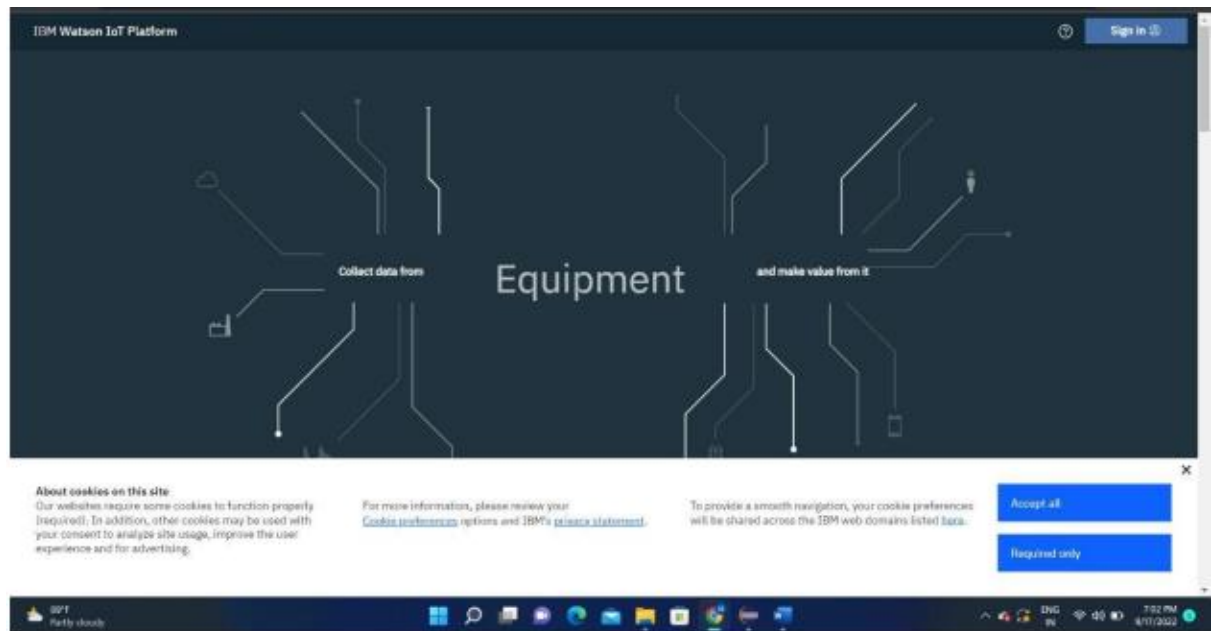 IBM Watson IoT Platform
Sign in
Collect data from
Equipment
and make value from it
About cookies on this site
Our websites require some cookies to function properly
(required). In addition, other cookies may be used with
your consent to analyze site usage, improve the user
experience and for advertising.
For more information, please review your
Cookie preferences options and IBM's privacy statement.
To provide a smooth navigation, your cookie preferences
will be shared across the IBM web domains listed here.
Accept all
Required only
Partly cloudy
ENG
IN
7:02 PM